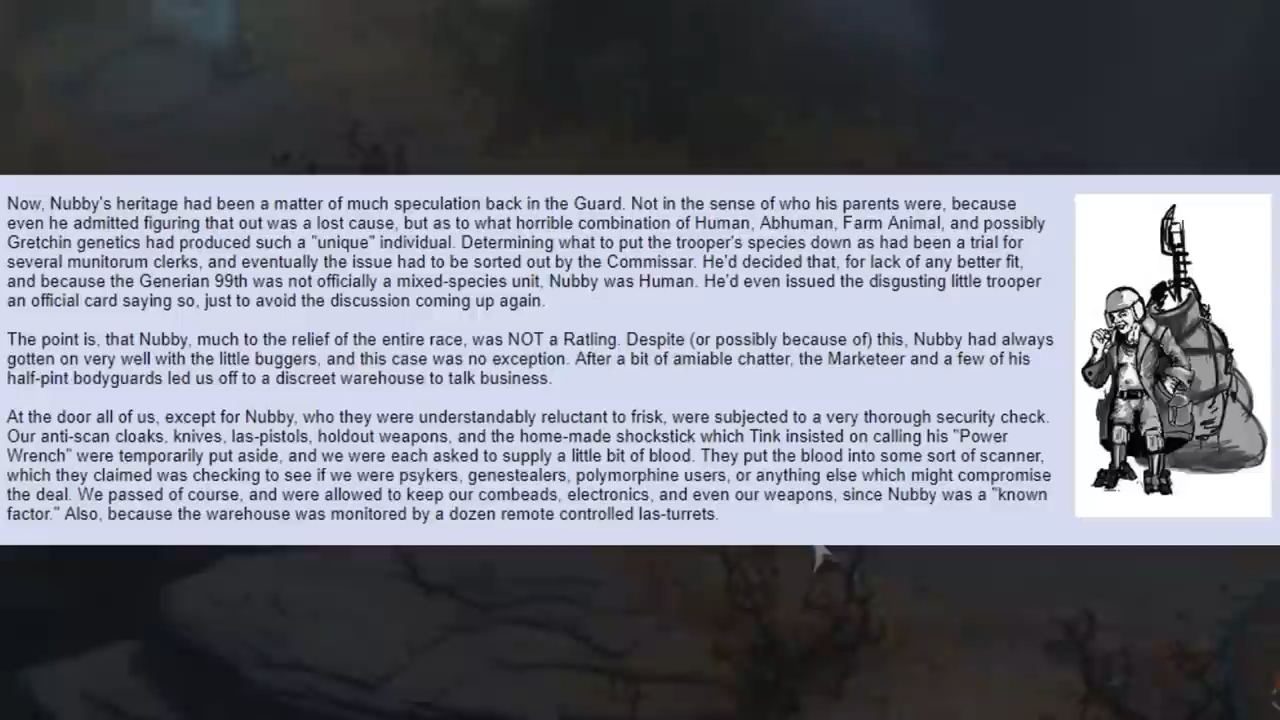 Now, Nubby's heritage had been a matter of much speculation back in the Guard. Not in the sense of who his parents were, because
even he admitted figuring that out was a lost cause, but as to what horrible combination of Human, Abhuman, Farm Animal, and possibly
Gretchin genetics had produced such a "unique" individual. Determining what to put the trooper's species down as had been a trial for
several munitorum clerks, and eventually the issue had to be sorted out by the Commissar. He'd decided that, for lack of any better fit,
and because the Generian 99th was not officially a mixed-species unit, Nubby was Human. He'd even issued the disgusting little trooper
an official card saying so, just to avoid the discussion coming up again.
The point is, that Nubby, much to the relief of the entire race, was NOT a Ratling. Despite (or possibly because of) this, Nubby had always
gotten on very well with the little buggers, and this case was no exception. After a bit of amiable chatter, the Marketeer and a few of his
half-pint bodyguards led us off to a discreet warehouse to talk business.
At the door all of us, except for Nubby, who they were understandably reluctant to frisk, were subjected to a very thorough security check.
Our anti-scan cloaks, knives, las-pistols, holdout weapons, and the home-made shockstick which Tink insisted on calling his "Power
Wrench" were temporarily put aside, and we were each asked to supply a little bit of blood. They put the blood into some sort of scanner,
which they claimed was checking to see if we were psykers, genestealers, polymorphine users, or anything else which might compromise
the deal. We passed of course, and were allowed to keep our combeads, electronics, and even our weapons, since Nubby was a "known
factor." Also, because the warehouse was monitored by a dozen remote controlled las-turrets.